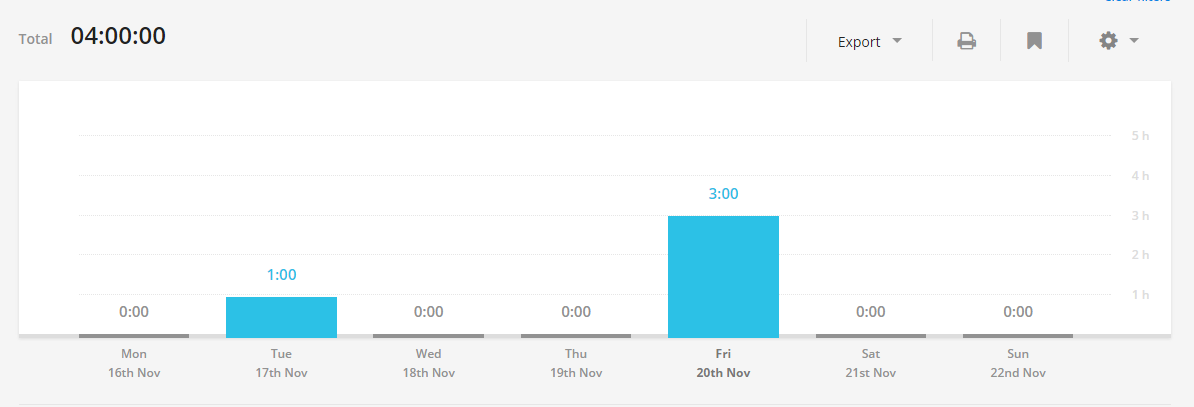 Total 04:00:00
Export
5 h
4 h
3:00
3 h
2 h
1:00
1 h
0:00 0:00 0:00 0:00 0:00
Mon Tue Wed Thu Fri Sat Sun
16th Nov 17th Nov 18th Nov 19th Nov 20th Nov 21st Nov 22nd Nov